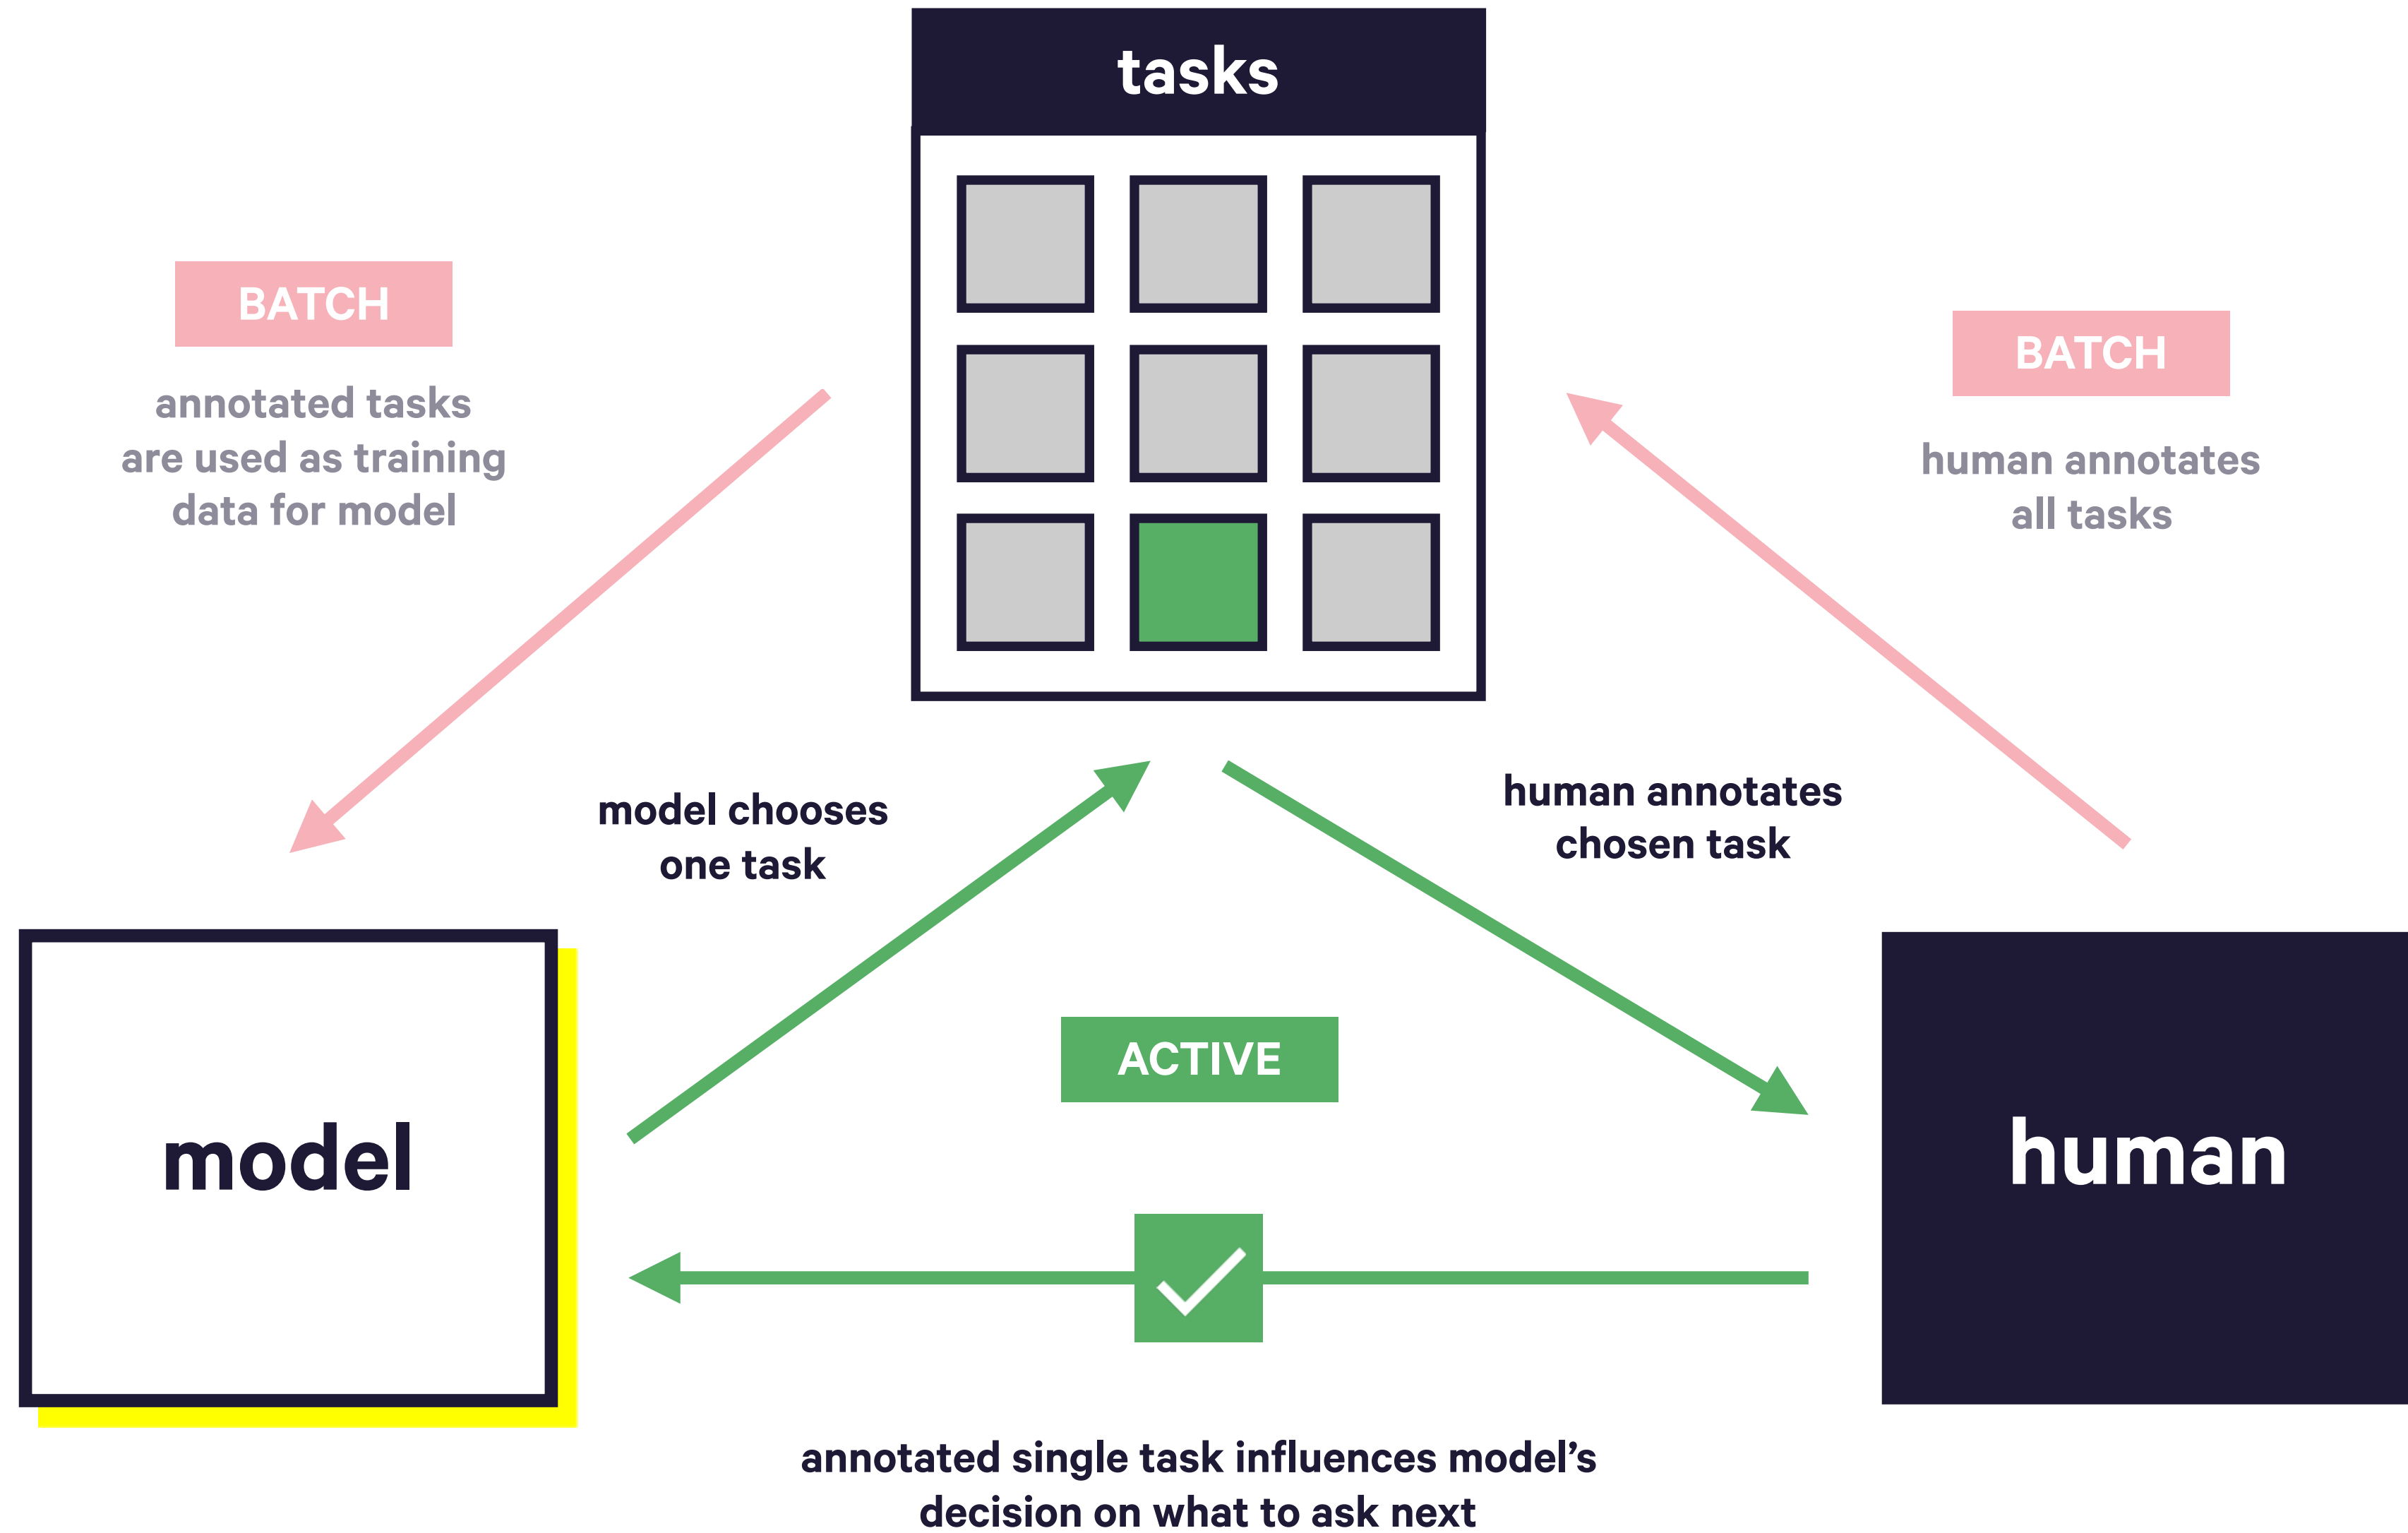 tasks
BATCH
annotated tasks
are used as training
data for model
BATCH
human annotates
all tasks
model chooses
one task
human annotates
chosen task
ACTIVE
model
human
annotated single task influences model’s
decision on what to ask next